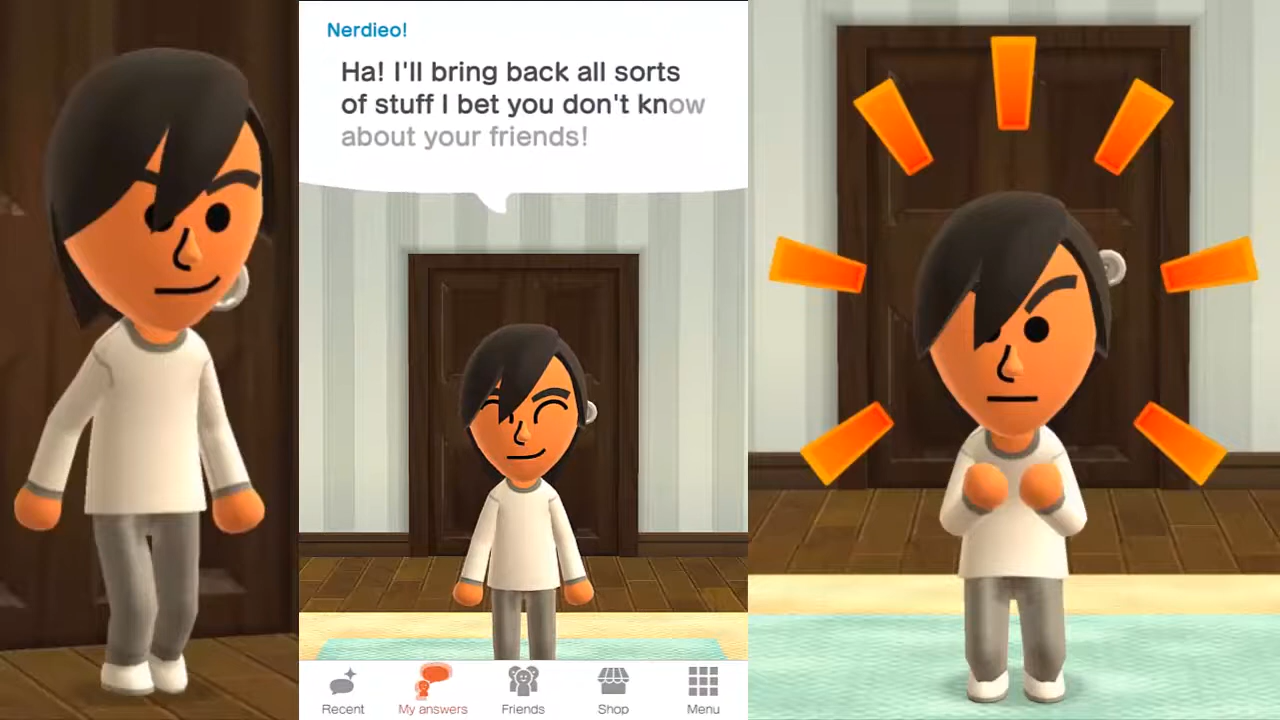 Nerdieo!
Ha! I'll bring back all sorts
of stuff I bet you don't know
about your friends!
Recent
My answers
Friends
Shop
Menu